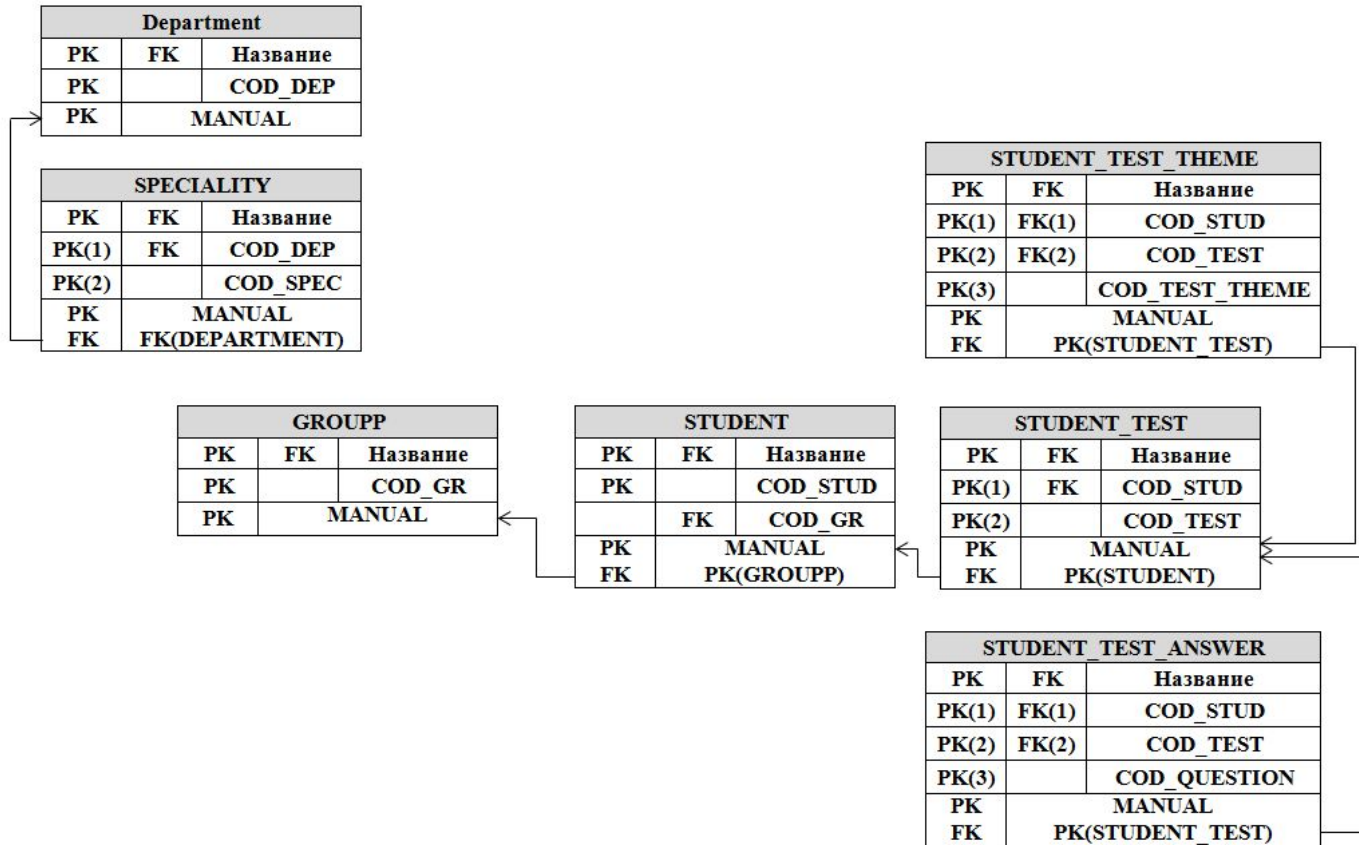 Department
PK FK Название
PK COD_DEP
PK MANUAL
SPECIALITY
PK FK Название
PK(1) FK COD_DEP
PK(2) COD_SPEC
PK MANUAL
FK FK(DEPARTMENT)
STUDENT_TEST_THEME
PK FK Название
PK(1) FK(1) COD_STUD
PK(2) FK(2) COD_TEST
PK(3) COD_TEST_THEME
PK MANUAL
FK PK(STUDENT_TEST)
GROUPP
PK FK Название
PK COD_GR
PK MANUAL
STUDENT
PK FK Название
PK COD_STUD
FK COD_GR
PK MANUAL
FK PK(GROUPP)
STUDENT_TEST
PK FK Название
PK(1) FK COD_STUD
PK(2) COD_TEST
PK MANUAL
FK PK(STUDENT)
STUDENT_TEST_ANSWER
PK FK Название
PK(1) FK(1) COD_STUD
PK(2) FK(2) COD_TEST
PK(3) COD_QUESTION
PK MANUAL
FK PK(STUDENT_TEST)